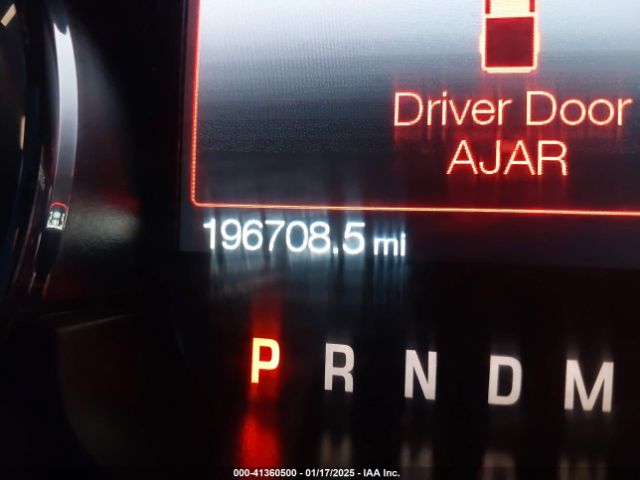 Driver Door
AJAR
196708.5 mi
P R N D M
000-41360500 - 01/17/2025 - IAA Inc.